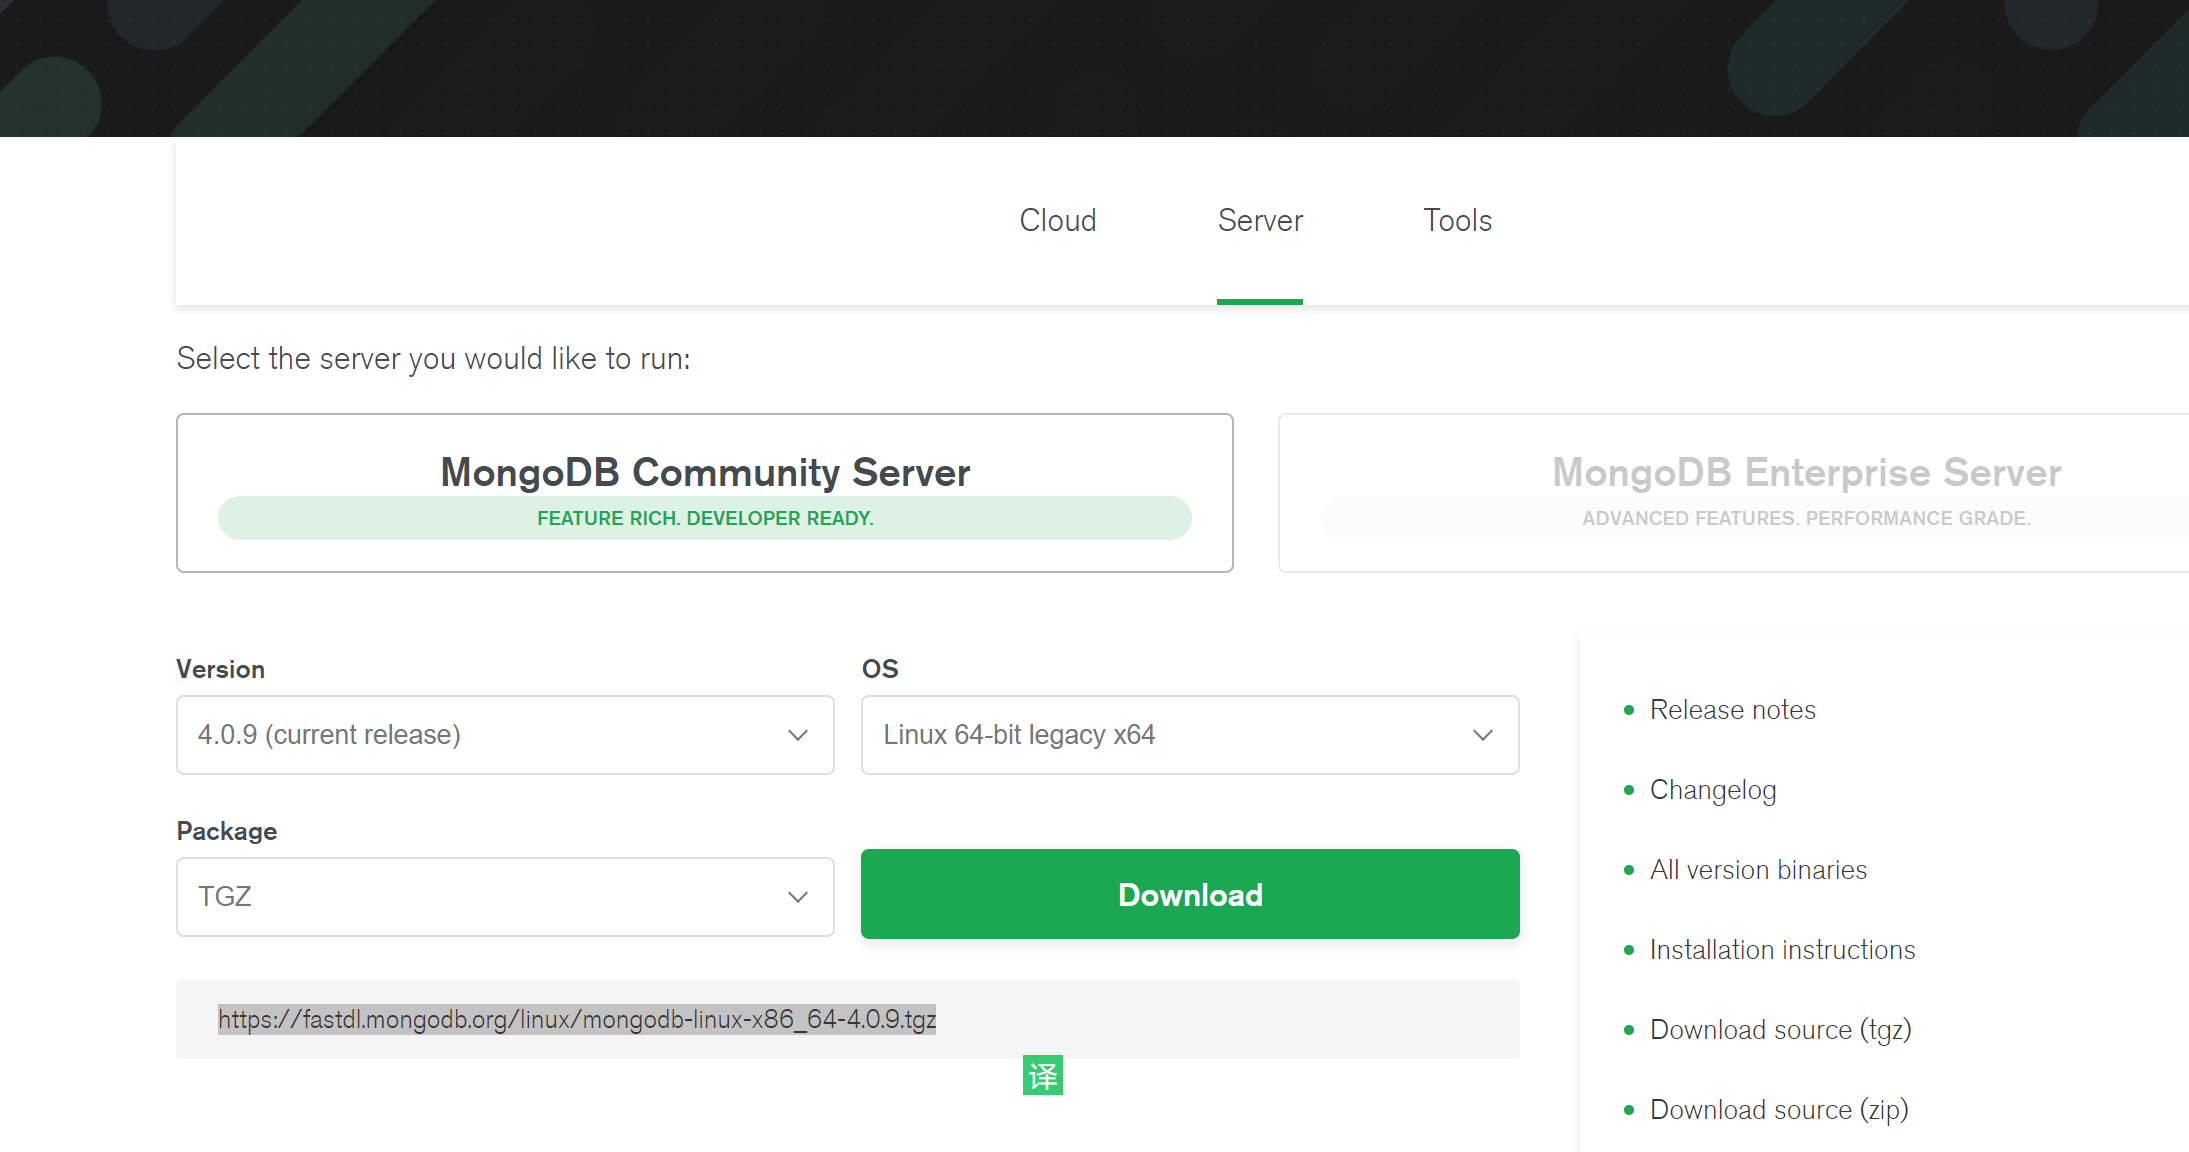 Cloud Server Tools
Select the server you would like to run:
MongoDB Community Server
FEATURE RICH. DEVELOPER READY.
MongoDB Enterprise Server
ADVANCED FEATURES. PERFORMANCE GRADE.
Version
4.0.9 (current release)
OS
Linux 64-bit legacy x64
Package
TGZ
Download
https://fastdl.mongodb.org/linux/mongodb-linux-x86_64-4.0.9.tgz
译
Release notes
Changelog
All version binaries
Installation instructions
Download source (tgz)
Download source (zip)